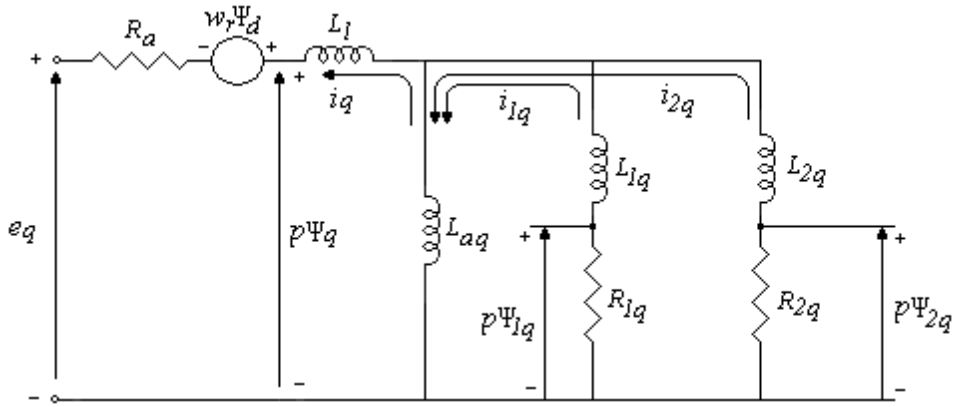 w_rΨ_d
R_a
L_l
+
−
+
+
i_q
i_1q
i_2q
L_1q
L_2q
e_q
pΨ_q
L_aq
+
+
pΨ_1q
R_1q
R_2q
pΨ_2q
−
−
−
−